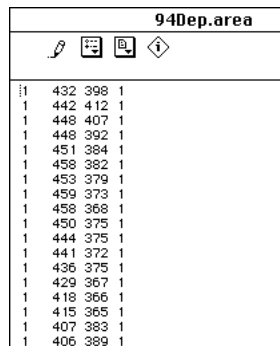 94Dep.area
1 432 398 1
1 442 412 1
1 448 407 1
1 448 392 1
1 451 384 1
1 458 382 1
1 453 379 1
1 459 373 1
1 458 368 1
1 450 375 1
1 444 375 1
1 441 372 1
1 436 375 1
1 429 367 1
1 418 366 1
1 415 365 1
1 407 383 1
1 406 389 1